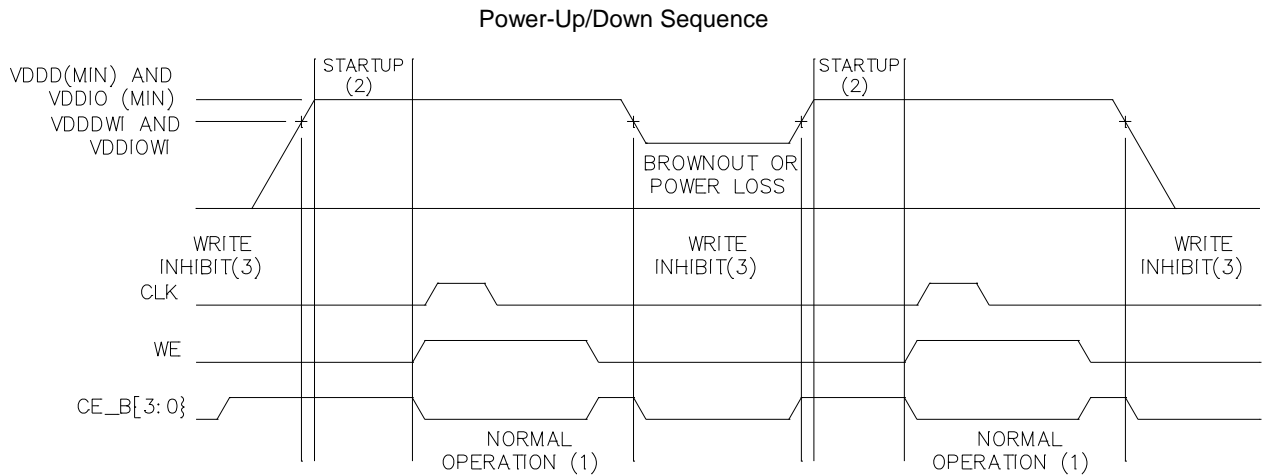 Power-Up/Down Sequence
STARTUP
(2)
STARTUP
(2)
VDDD(MIN) AND
VDDIO (MIN)
VDDDWI AND
VDDIOWI
BROWNOUT OR
POWER LOSS
WRITE
INHIBIT(3)
WRITE
INHIBIT(3)
WRITE
INHIBIT(3)
CLK
WE
CE_B[3:0}
NORMAL
OPERATION (1)
NORMAL
OPERATION (1)